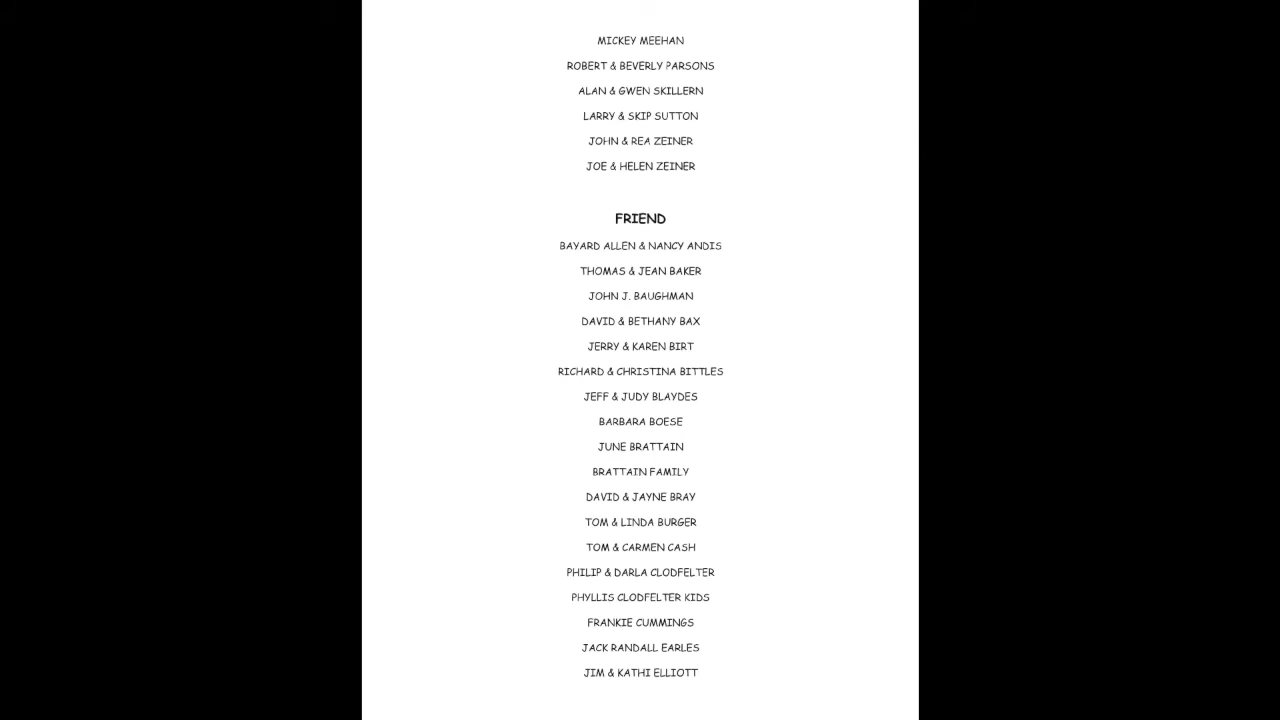 MICKEY MEEHAN
ROBERT & BEVERLY PARSONS
ALAN & GWEN SKILLERN
LARRY & SKIP SUTTON
JOHN & REA ZEINER
JOE & HELEN ZEINER
FRIEND
BAYARD ALLEN & NANCY ANDIS
THOMAS & JEAN BAKER
JOHN J. BAUGHMAN
DAVID & BETHANY BAX
JERRY & KAREN BIRT
RICHARD & CHRISTINA BITTLES
JEFF & JUDY BLAYDES
BARBARA BOESE
JUNE BRATTAIN
BRATTAIN FAMILY
DAVID & JAYNE BRAY
TOM & LINDA BURGER
TOM & CARMEN CASH
PHILIP & DARLA CLODFELTER
PHYLLIS CLODFELTER KIDS
FRANKIE CUMMINGS
JACK RANDALL EARLES
JIM & KATHI ELLIOTT